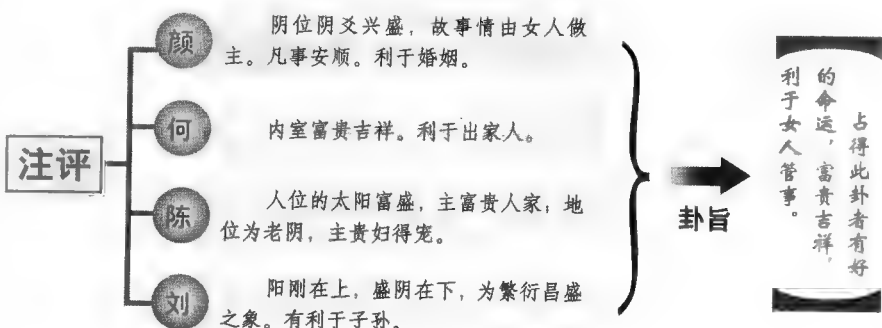 注评
颜
阴位阴爻兴盛，故事情由女人做
主。凡事安顺。利于婚姻。
何
内室富贵吉祥。利于出家人。
陈
人位的太阳富盛，主富贵人家；地
位为老阴，主贵妇得宠。
刘
阳刚在上，盛阴在下，为繁衍昌盛
之象。有利于子孙。
卦旨
占得此卦者有好
的命运，富贵吉祥，
利于女人管事。